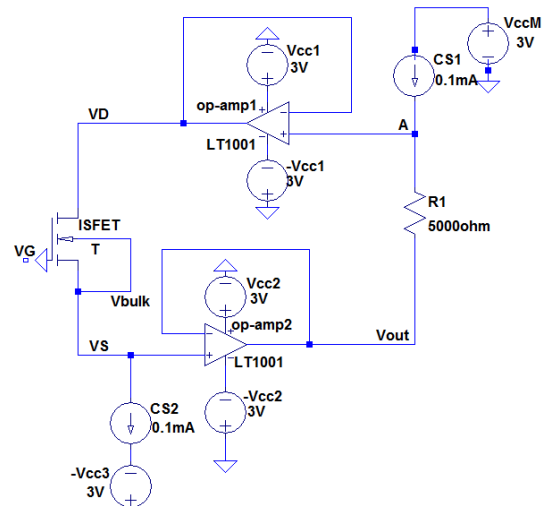 VccM
3V
CS1
0.1mA
Vcc1
3V
op-amp1
VD
A
LT1001
-Vcc1
3V
R1
5000ohm
ISFET
VG
T
Vbulk
Vcc2
3V
op-amp2
Vout
VS
LT1001
-Vcc2
3V
CS2
0.1mA
-Vcc3
3V